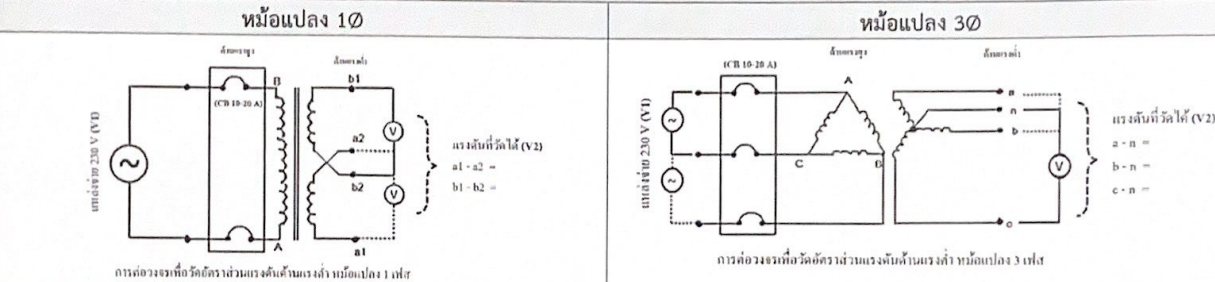 หม้อแปลง 1Ø
ด้านแรงสูง
ด้านแรงต่ำ
B
b1
(CB 10-20 A)
แหล่งจ่าย 230 V (V1)
~
V
a2
b2
V
A
a1
แรงดันที่วัดได้ (V2)
a1 - a2 =
b1 - b2 =
การต่อวงจรเพื่อวัดอัตราส่วนแรงดันด้านแรงต่ำ หม้อแปลง 1 เฟส
หม้อแปลง 3Ø
ด้านแรงสูง
ด้านแรงต่ำ
(CB 10-20 A)
แหล่งจ่าย 230 V (V1)
~
~
A
C
B
a
n
b
c
V
แรงดันที่วัดได้ (V2)
a - n =
b - n =
c - n =
การต่อวงจรเพื่อวัดอัตราส่วนแรงดันด้านแรงต่ำ หม้อแปลง 3 เฟส